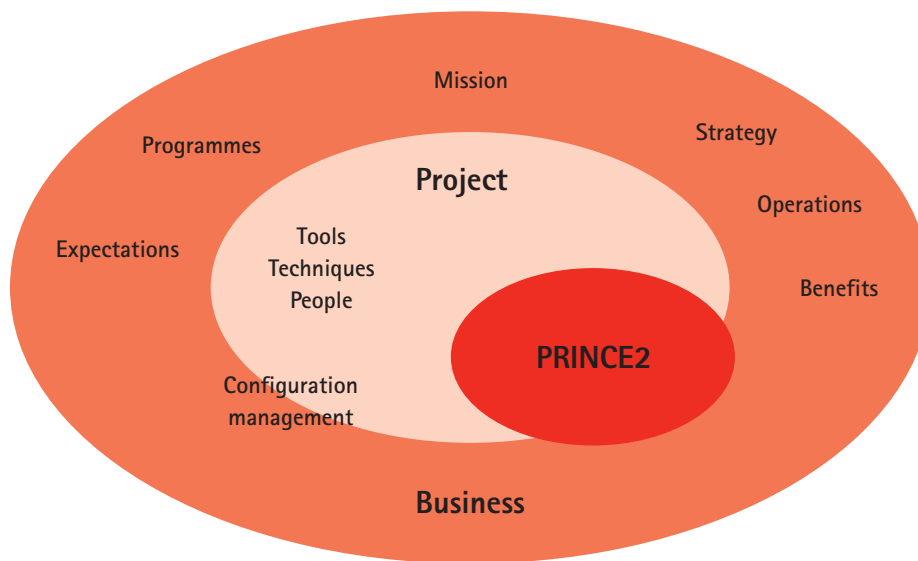 Mission
Strategy
Programmes
Project
Operations
Tools
Expectations
Techniques
Benefits
People
PRINCE2
Configuration
management
Business